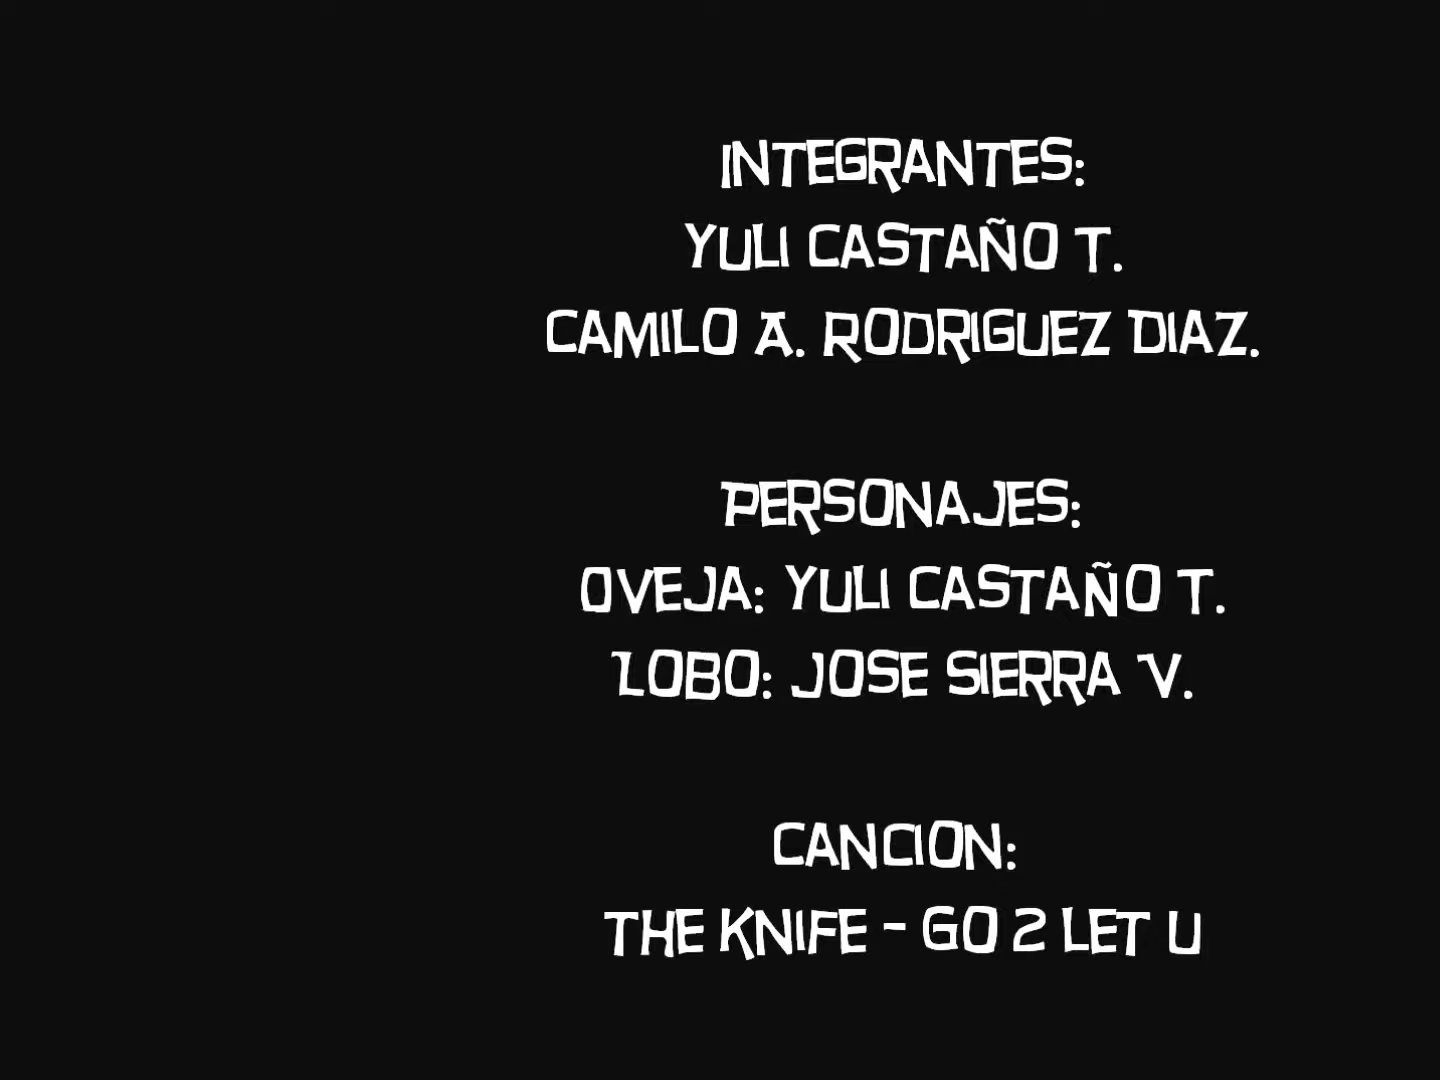 INTEGRANTES:
YULI CASTAÑO T.
CAMILO A. RODRIGUEZ DIAZ.
PERSONAJES:
OVEJA: YULI CASTAÑO T.
LOBO: JOSE SIERRA V.
CANCION:
THE KNIFE - GO 2 LET U